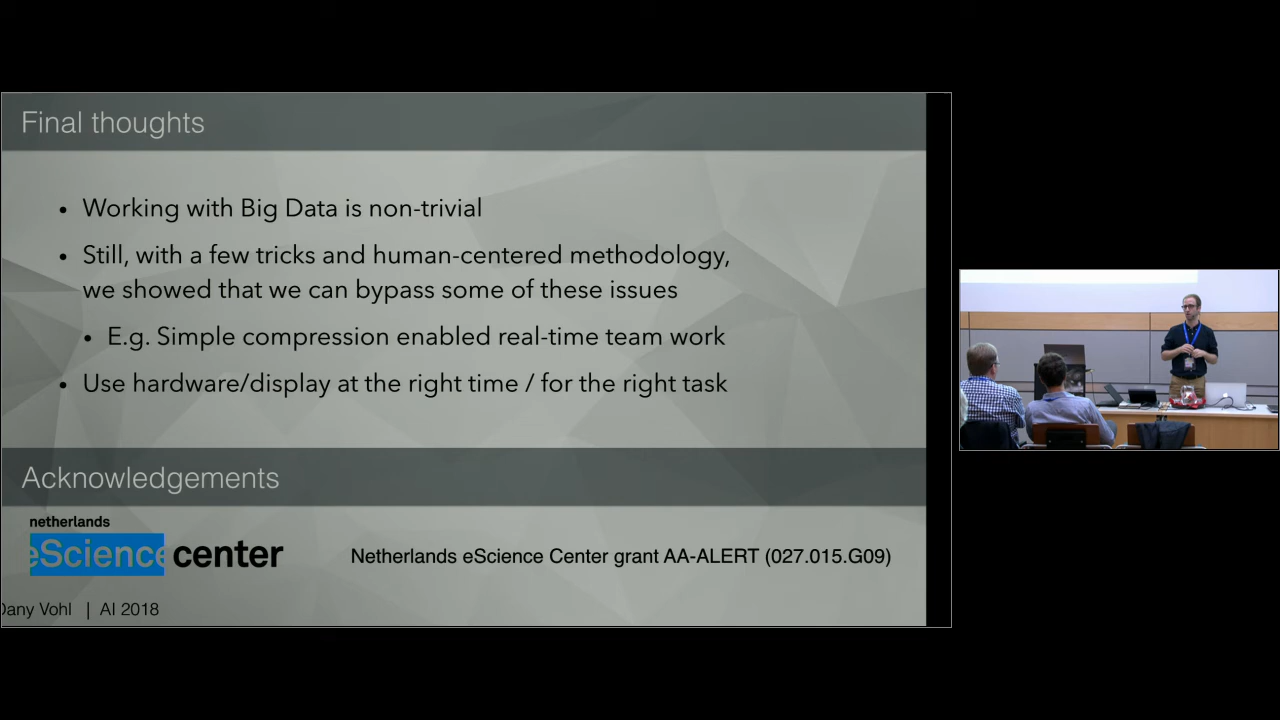 Final thoughts
• Working with Big Data is non-trivial
• Still, with a few tricks and human-centered methodology,
we showed that we can bypass some of these issues
• E.g. Simple compression enabled real-time team work
• Use hardware/display at the right time / for the right task
Acknowledgements
netherlands
eScience center
Netherlands eScience Center grant AA-ALERT (027.015.G09)
Dany Vohl | AI 2018